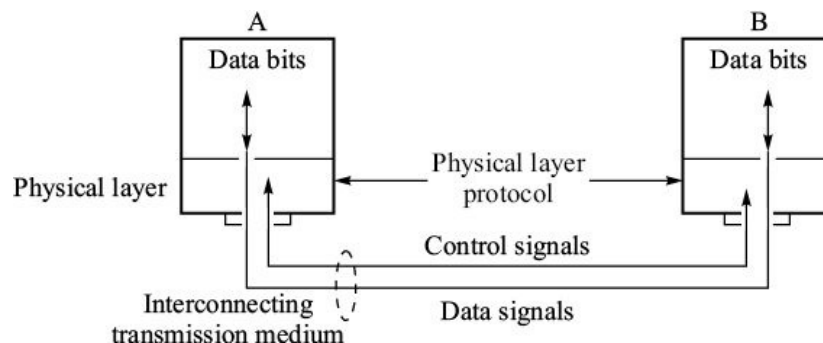 A
B
Data bits
Data bits
Physical layer
Physical layer
protocol
Control signals
Interconnecting
transmission medium
Data signals